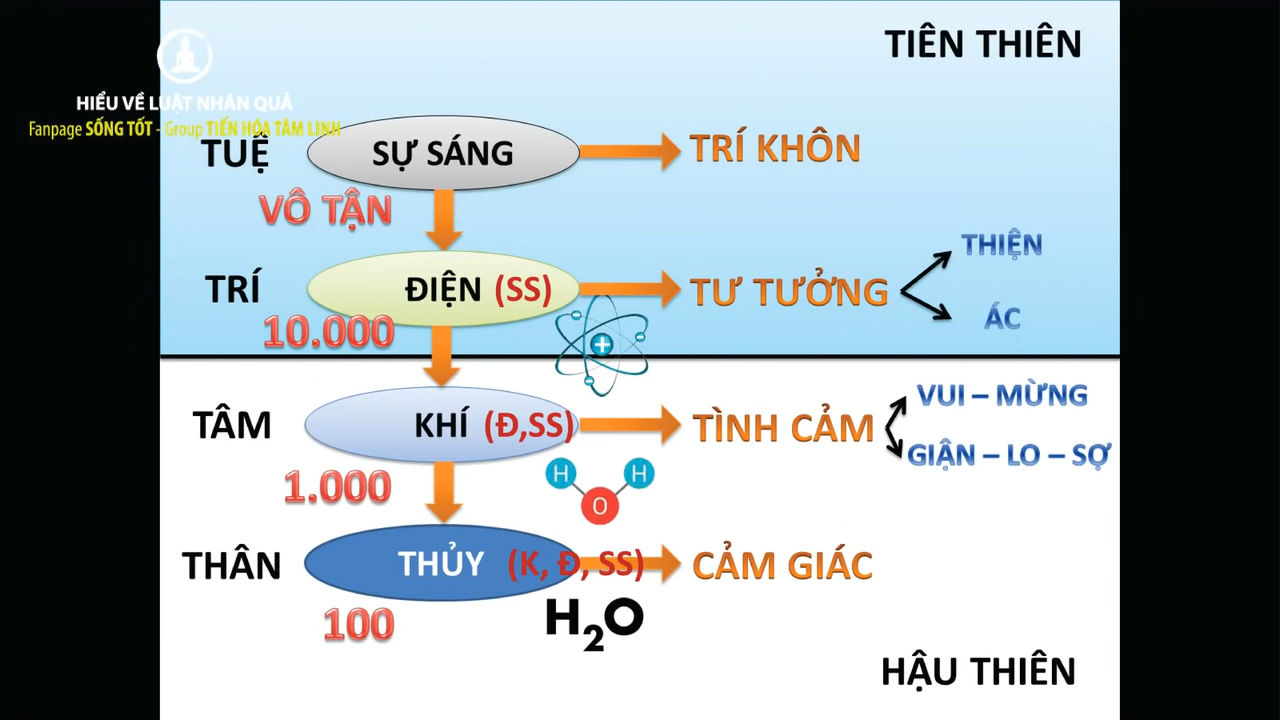 TIÊN THIÊN
HIỂU VỀ LUẬT NHÂN QUẢ
Fanpage SỐNG TỐT - Group TIẾN HÓA TÂM LINH
TUỆ SỰ SÁNG TRÍ KHÔN
VÔ TẬN
THIỆN
TRÍ ĐIỆN (SS) TƯ TƯỞNG
ÁC
10.000
+
VUI – MỪNG
TÂM KHÍ (Đ,SS) TÌNH CẢM
GIẬN – LO – SỢ
1.000
H H
O
THÂN THỦY (K, Đ, SS) CẢM GIÁC
100
H2O
HẬU THIÊN